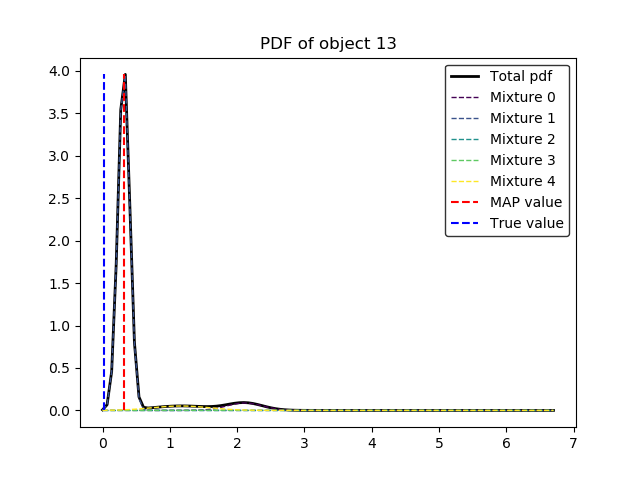 PDF of object 13
4.0
3.5
3.0
2.5
2.0
1.5
1.0
0.5
0.0
0 1 2 3 4 5 6 7
Total pdf
Mixture 0
Mixture 1
Mixture 2
Mixture 3
Mixture 4
MAP value
True value